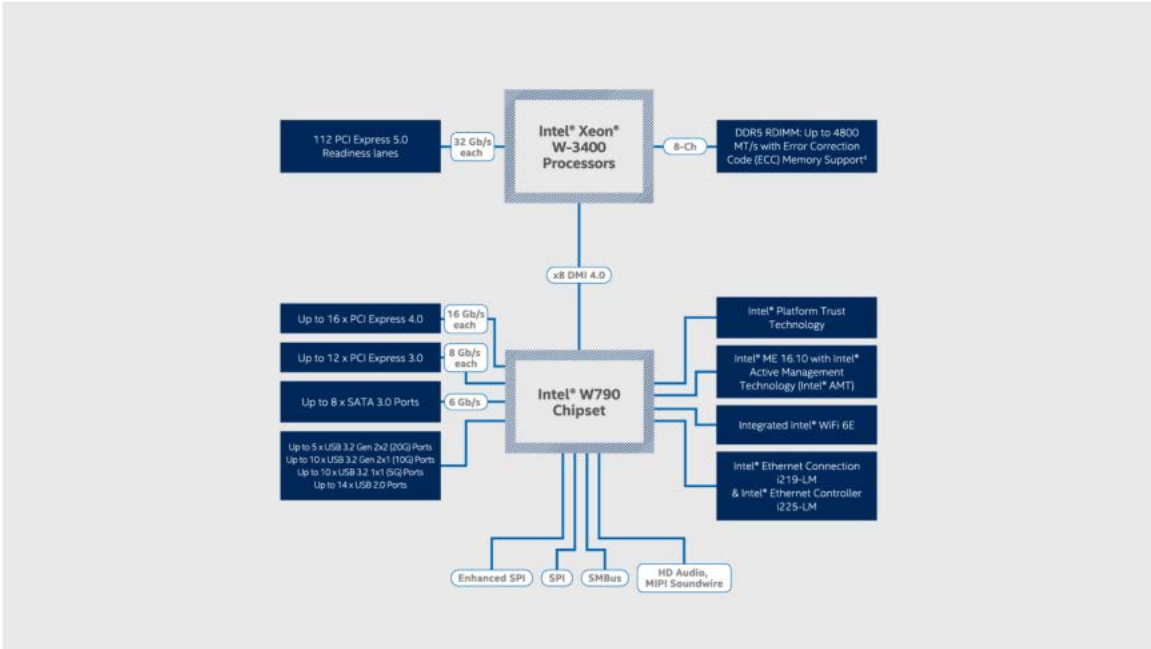 112 PCI Express 5.0
Readiness lanes
32 Gb/s
each
Intel® Xeon®
W-3400
Processors
8-Ch
DDR5 RDIMM: Up to 4800
MT/s with Error Correction
Code (ECC) Memory Support⁴
x8 DMI 4.0
Up to 16 x PCI Express 4.0
16 Gb/s
each
Up to 12 x PCI Express 3.0
8 Gb/s
each
Up to 8 x SATA 3.0 Ports
6 Gb/s
Up to 5 x USB 3.2 Gen 2x2 (20G) Ports
Up to 10 x USB 3.2 Gen 2x1 (10G) Ports
Up to 10 x USB 3.2 1x1 (5G) Ports
Up to 14 x USB 2.0 Ports
Intel® W790
Chipset
Intel® Platform Trust
Technology
Intel® ME 16.10 with Intel®
Active Management
Technology (Intel® AMT)
Integrated Intel® WiFi 6E
Intel® Ethernet Connection
i219-LM
& Intel® Ethernet Controller
i225-LM
Enhanced SPI
SPI
SMBus
HD Audio,
MIPI Soundwire